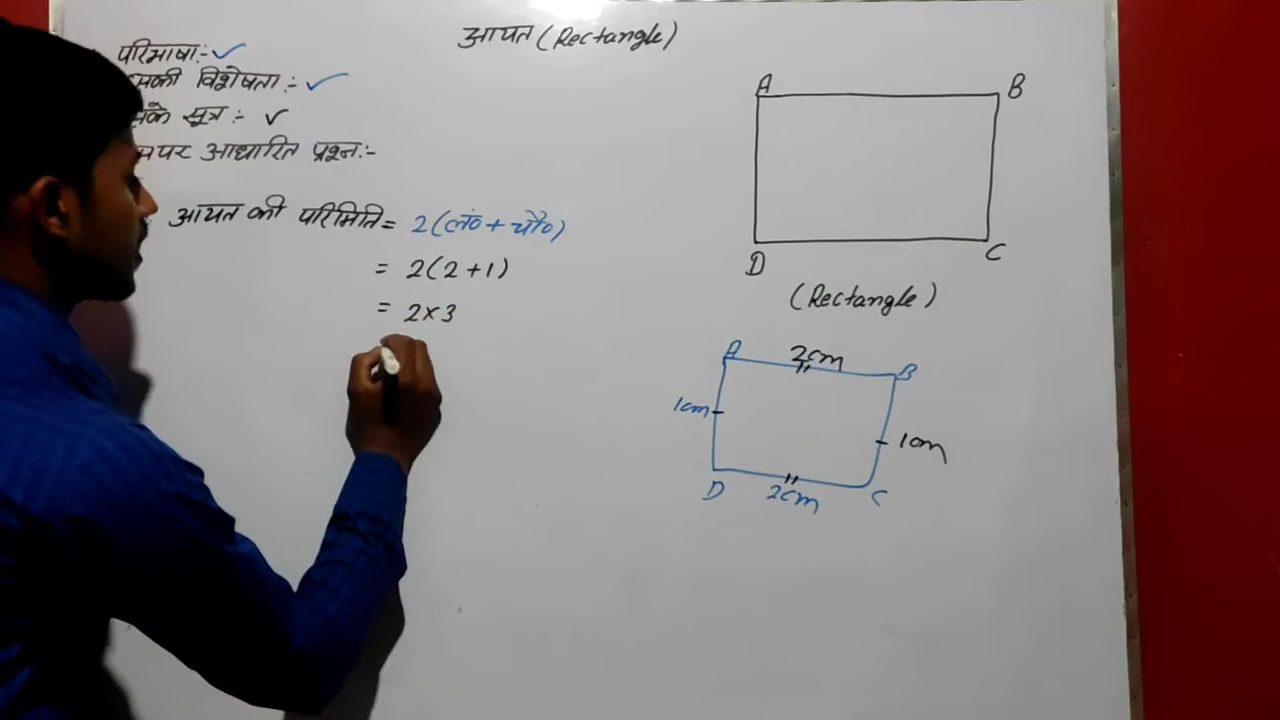 आयत (Rectangle)
परिभाषा:- ✓
विशेषता:- ✓
सूत्र:- ✓
आधारित प्रश्न:-
आयत की परिमिति = 2(लं० + चौ०)
= 2(2+1)
= 2×3
A B
D C
(Rectangle)
A 2cm B
1cm 1cm
D 2cm C